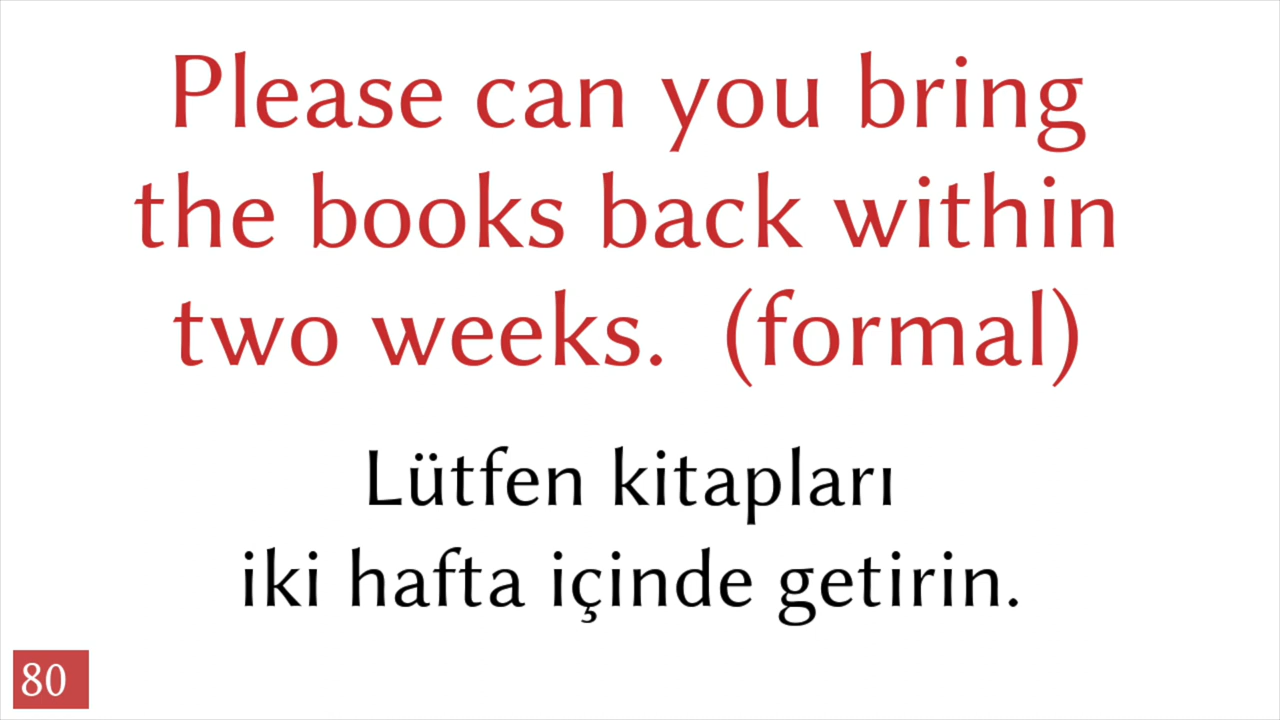 Please can you bring
the books back within
two weeks. (formal)
Lütfen kitapları
iki hafta içinde getirin.
80